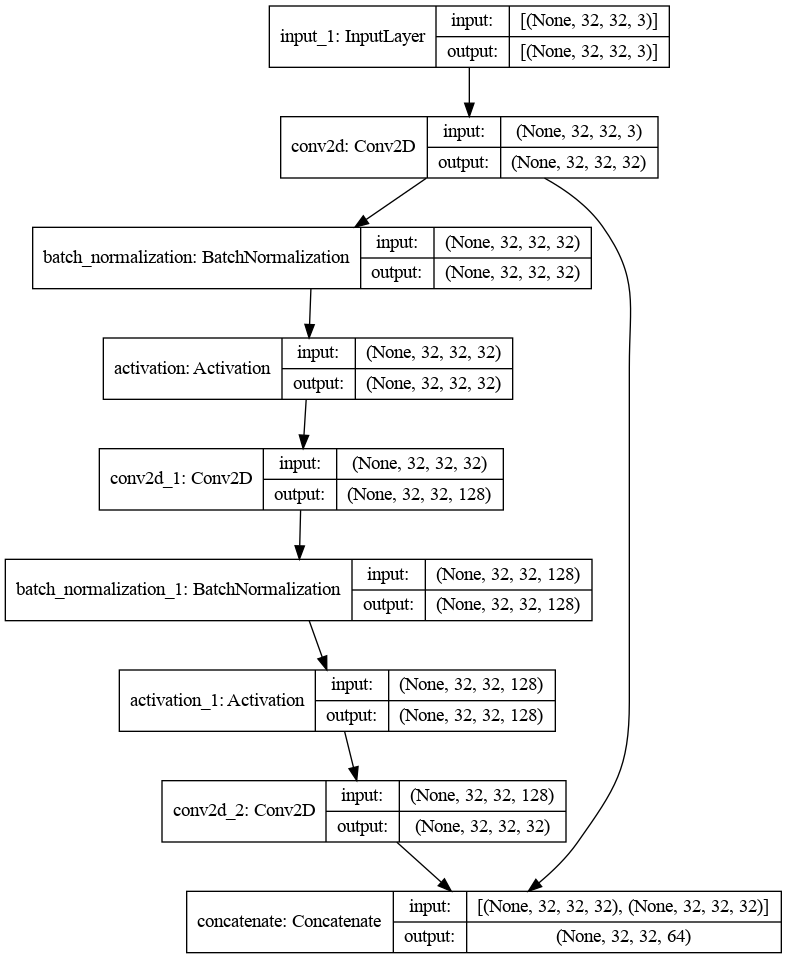 input_1: InputLayer
input:
[(None, 32, 32, 3)]
output:
[(None, 32, 32, 3)]
conv2d: Conv2D
input:
(None, 32, 32, 3)
output:
(None, 32, 32, 32)
batch_normalization: BatchNormalization
input:
(None, 32, 32, 32)
output:
(None, 32, 32, 32)
activation: Activation
input:
(None, 32, 32, 32)
output:
(None, 32, 32, 32)
conv2d_1: Conv2D
input:
(None, 32, 32, 32)
output:
(None, 32, 32, 128)
batch_normalization_1: BatchNormalization
input:
(None, 32, 32, 128)
output:
(None, 32, 32, 128)
activation_1: Activation
input:
(None, 32, 32, 128)
output:
(None, 32, 32, 128)
conv2d_2: Conv2D
input:
(None, 32, 32, 128)
output:
(None, 32, 32, 32)
concatenate: Concatenate
input:
[(None, 32, 32, 32), (None, 32, 32, 32)]
output:
(None, 32, 32, 64)